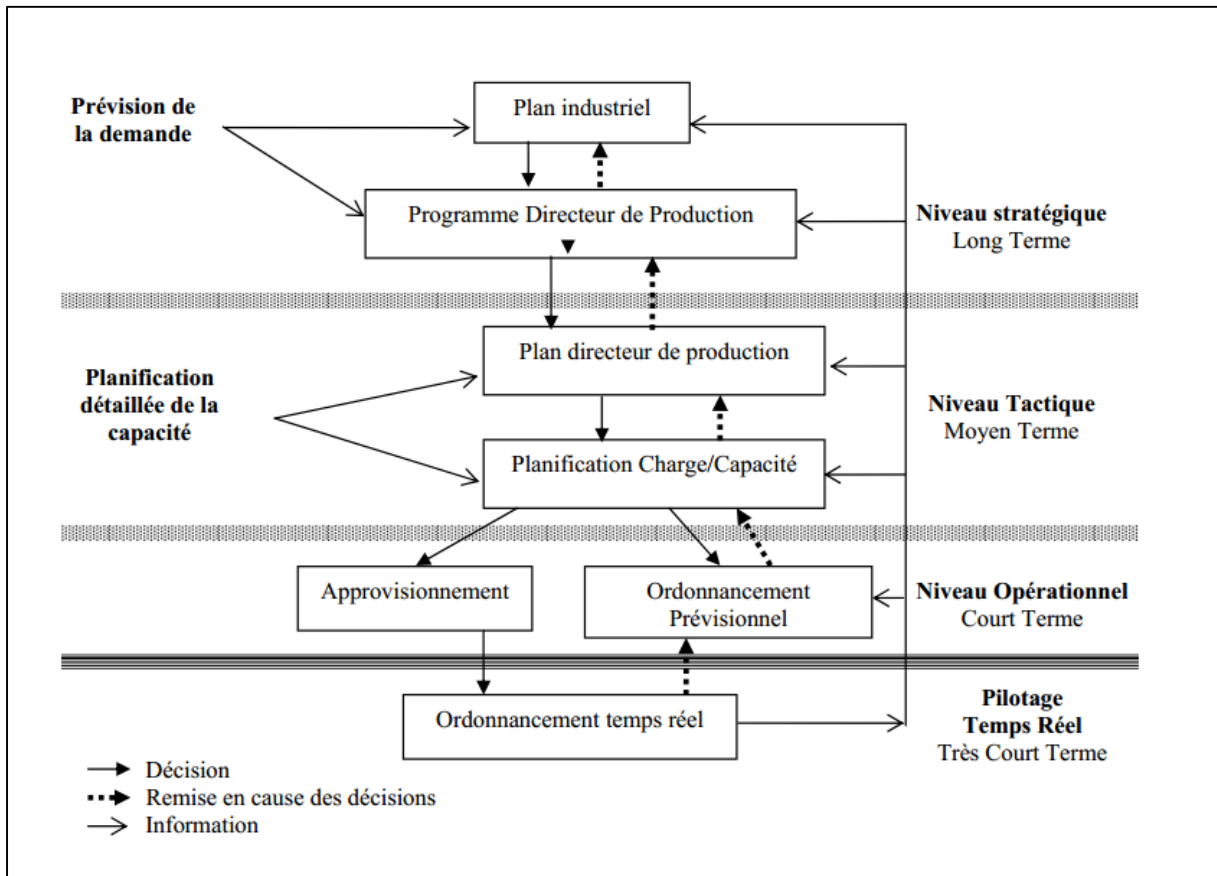 Prévision de
la demande
Plan industriel
Programme Directeur de Production
Niveau stratégique
Long Terme
Plan directeur de production
Planification
détaillée de la
capacité
Niveau Tactique
Moyen Terme
Planification Charge/Capacité
Approvisionnement
Ordonnancement
Prévisionnel
Niveau Opérationnel
Court Terme
Ordonnancement temps réel
Pilotage
Temps Réel
Très Court Terme
Décision
Remise en cause des décisions
Information